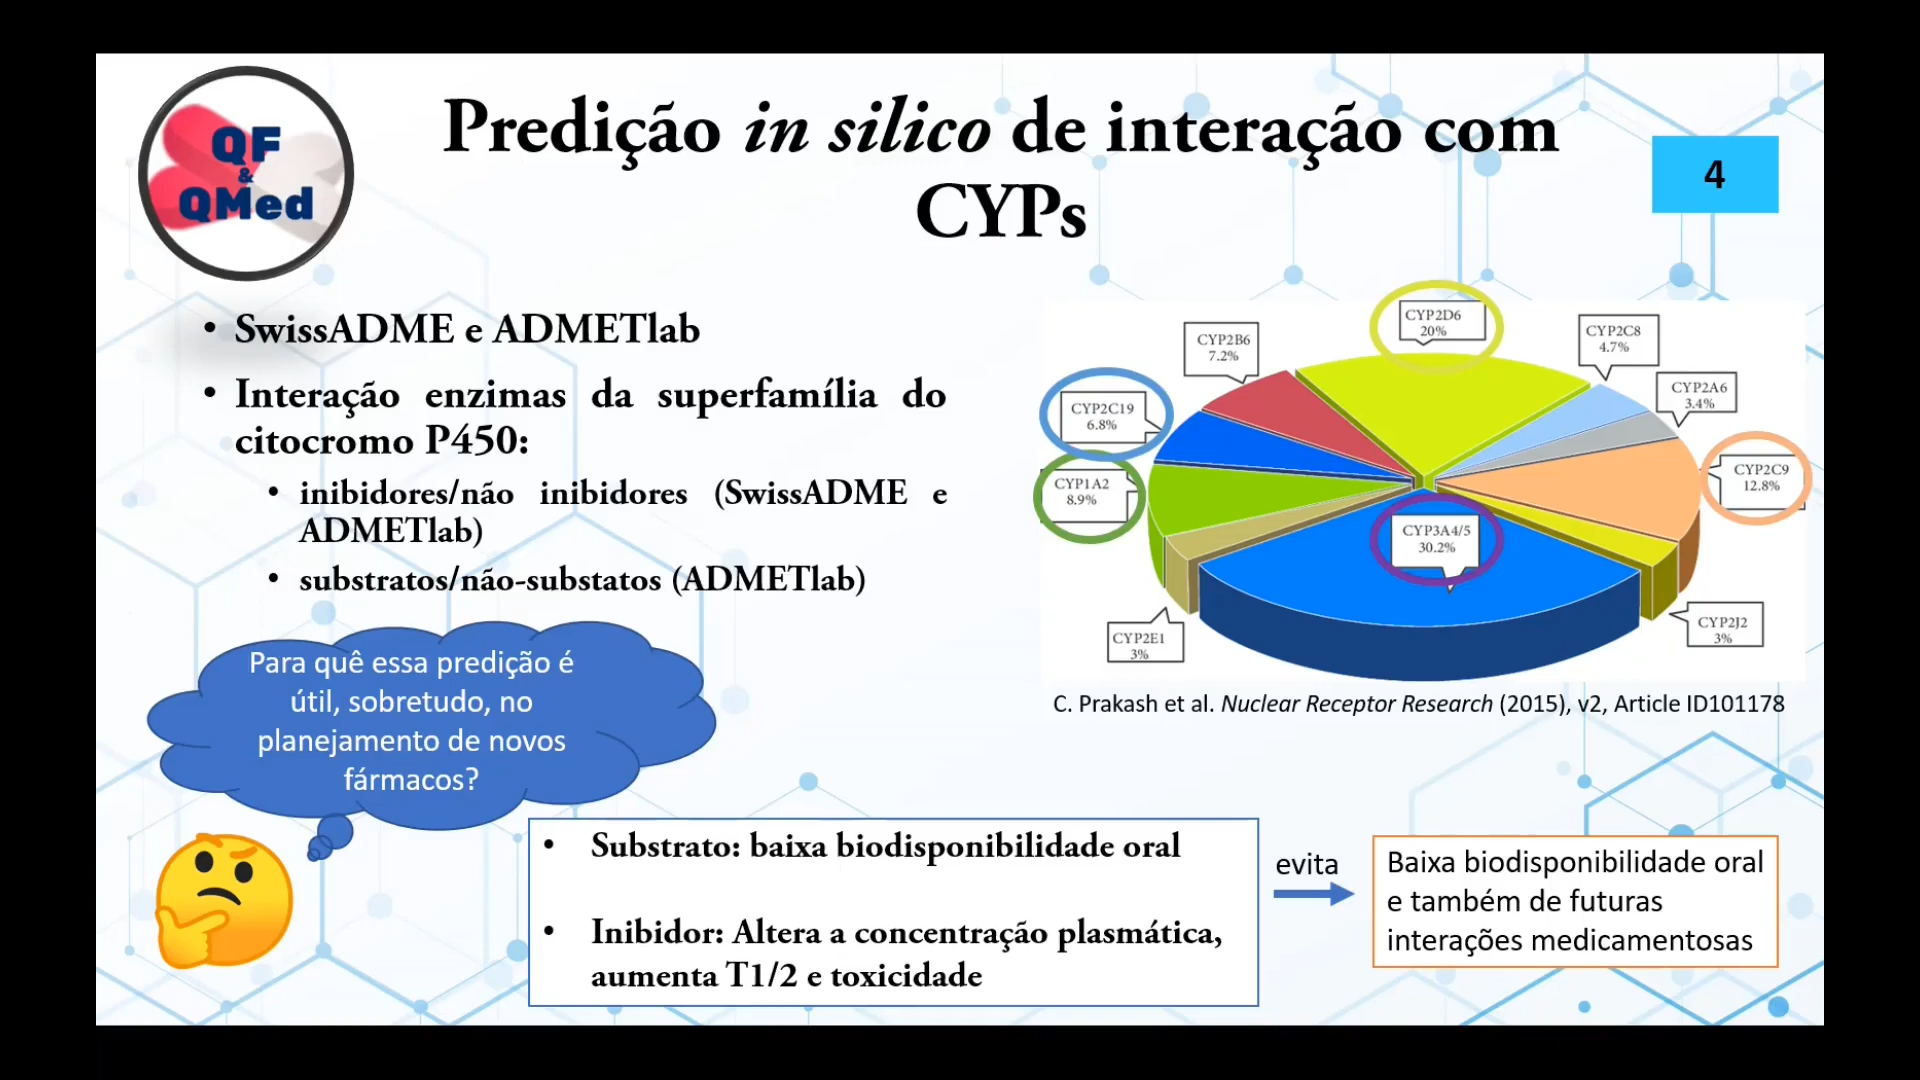 QF
&
QMed
Predição in silico de interação com
CYPs
4
• SwissADME e ADMETlab
• Interação enzimas da superfamília do
citocromo P450:
• inibidores/não inibidores (SwissADME e
ADMETlab)
• substratos/não-substatos (ADMETlab)
CYP2D6
20%
CYP2B6
7.2%
CYP2C8
4.7%
CYP2A6
3.4%
CYP2C19
6.8%
CYP2C9
12.8%
CYP1A2
8.9%
CYP3A4/5
30.2%
CYP2E1
3%
CYP2J2
3%
C. Prakash et al. Nuclear Receptor Research (2015), v2, Article ID101178
Para quê essa predição é
útil, sobretudo, no
planejamento de novos
fármacos?
• Substrato: baixa biodisponibilidade oral
• Inibidor: Altera a concentração plasmática,
aumenta T1/2 e toxicidade
evita
Baixa biodisponibilidade oral
e também de futuras
interações medicamentosas